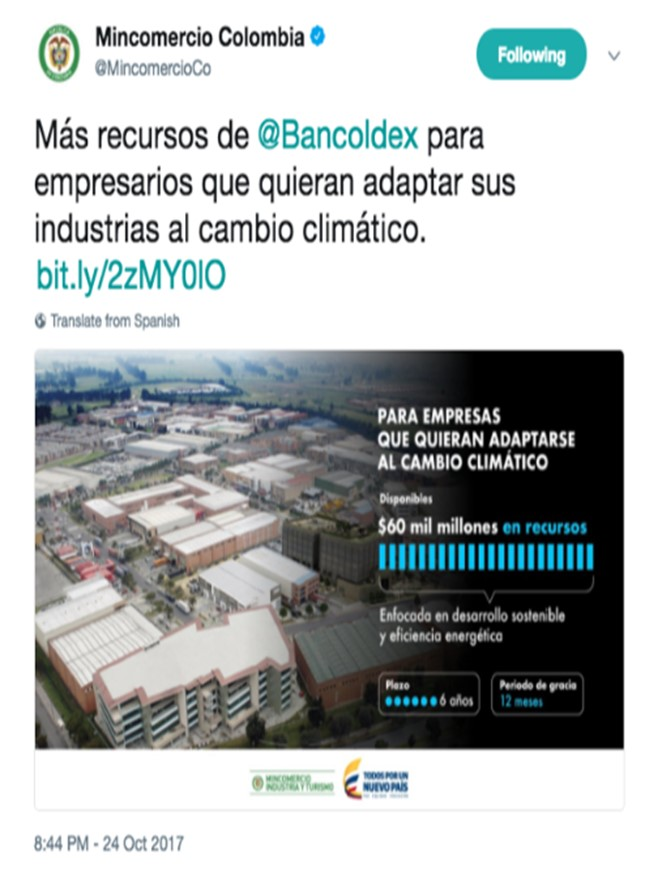 Mincomercio Colombia
@MincomercioCo
Following
Más recursos de @Bancoldex para
empresarios que quieran adaptar sus
industrias al cambio climático.
bit.ly/2zMY0lO
Translate from Spanish
PARA EMPRESAS
QUE QUIERAN ADAPTARSE
AL CAMBIO CLIMÁTICO
Disponibles
$60 mil millones en recursos
Enfocada en desarrollo sostenible
y eficiencia energética
Plazo
6 años
Periodo de gracia
12 meses
MINCOMERCIO
INDUSTRIA Y TURISMO
TODOS POR UN
NUEVO PAÍS
8:44 PM - 24 Oct 2017